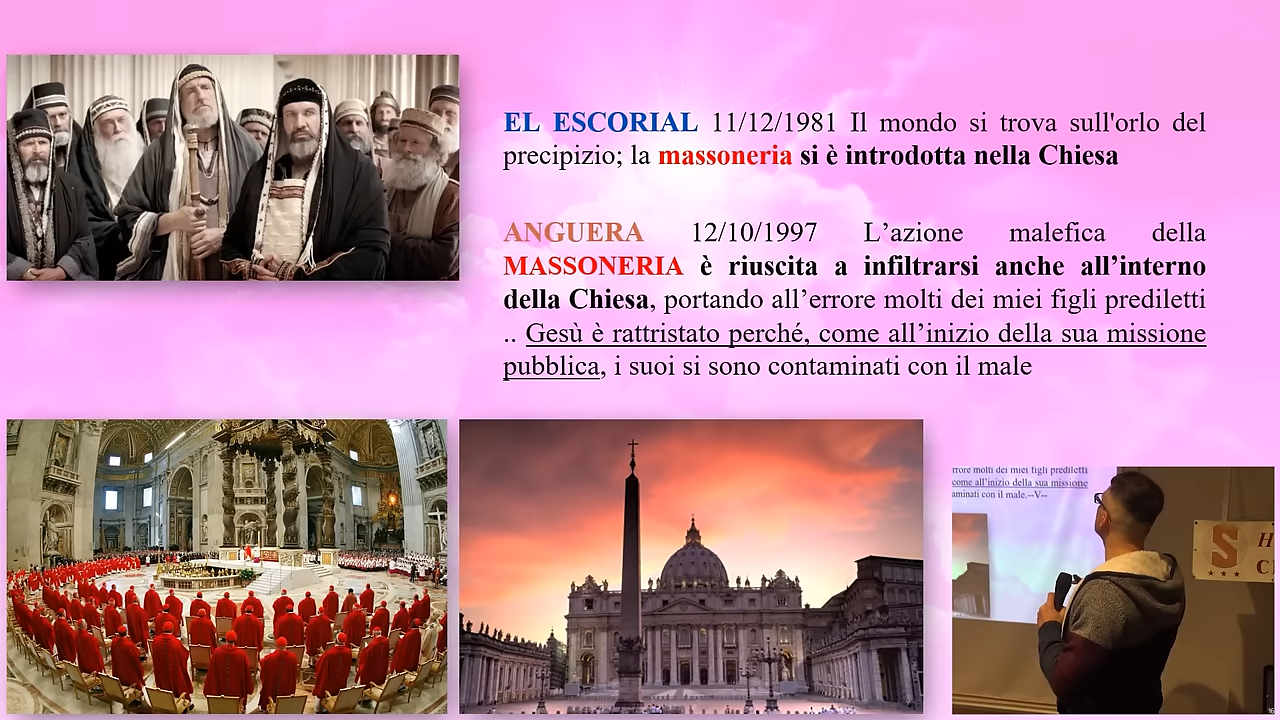 EL ESCORIAL 11/12/1981 Il mondo si trova sull'orlo del
precipizio; la massoneria si è introdotta nella Chiesa
ANGUERA 12/10/1997 L’azione malefica della
MASSONERIA è riuscita a infiltrarsi anche all’interno
della Chiesa, portando all’errore molti dei miei figli prediletti
.. Gesù è rattristato perché, come all’inizio della sua missione
pubblica, i suoi si sono contaminati con il male
rrore molti dei miei figli prediletti
come all’inizio della sua missione
aminati con il male.--V--
S
H
C
16